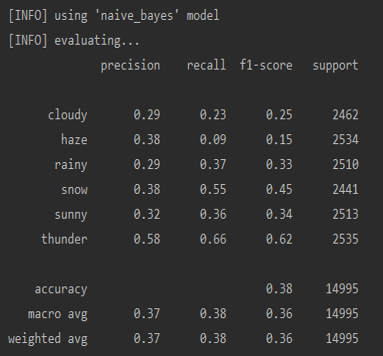 [INFO] using 'naive_bayes' model
[INFO] evaluating...
precision recall f1-score support
cloudy 0.29 0.23 0.25 2462
haze 0.38 0.09 0.15 2534
rainy 0.29 0.37 0.33 2510
snow 0.38 0.55 0.45 2441
sunny 0.32 0.36 0.34 2513
thunder 0.58 0.66 0.62 2535
accuracy 0.38 14995
macro avg 0.37 0.38 0.36 14995
weighted avg 0.37 0.38 0.36 14995